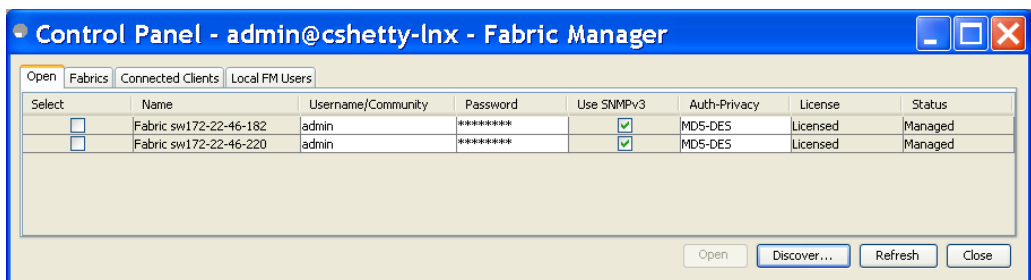 Control Panel - admin@cshetty-lnx - Fabric Manager
Open Fabrics Connected Clients Local FM Users
Select Name Username/Community Password Use SNMPv3 Auth-Privacy License Status
Fabric sw172-22-46-182 admin ******** MD5-DES Licensed Managed
Fabric sw172-22-46-220 admin ******** MD5-DES Licensed Managed
Open Discover... Refresh Close